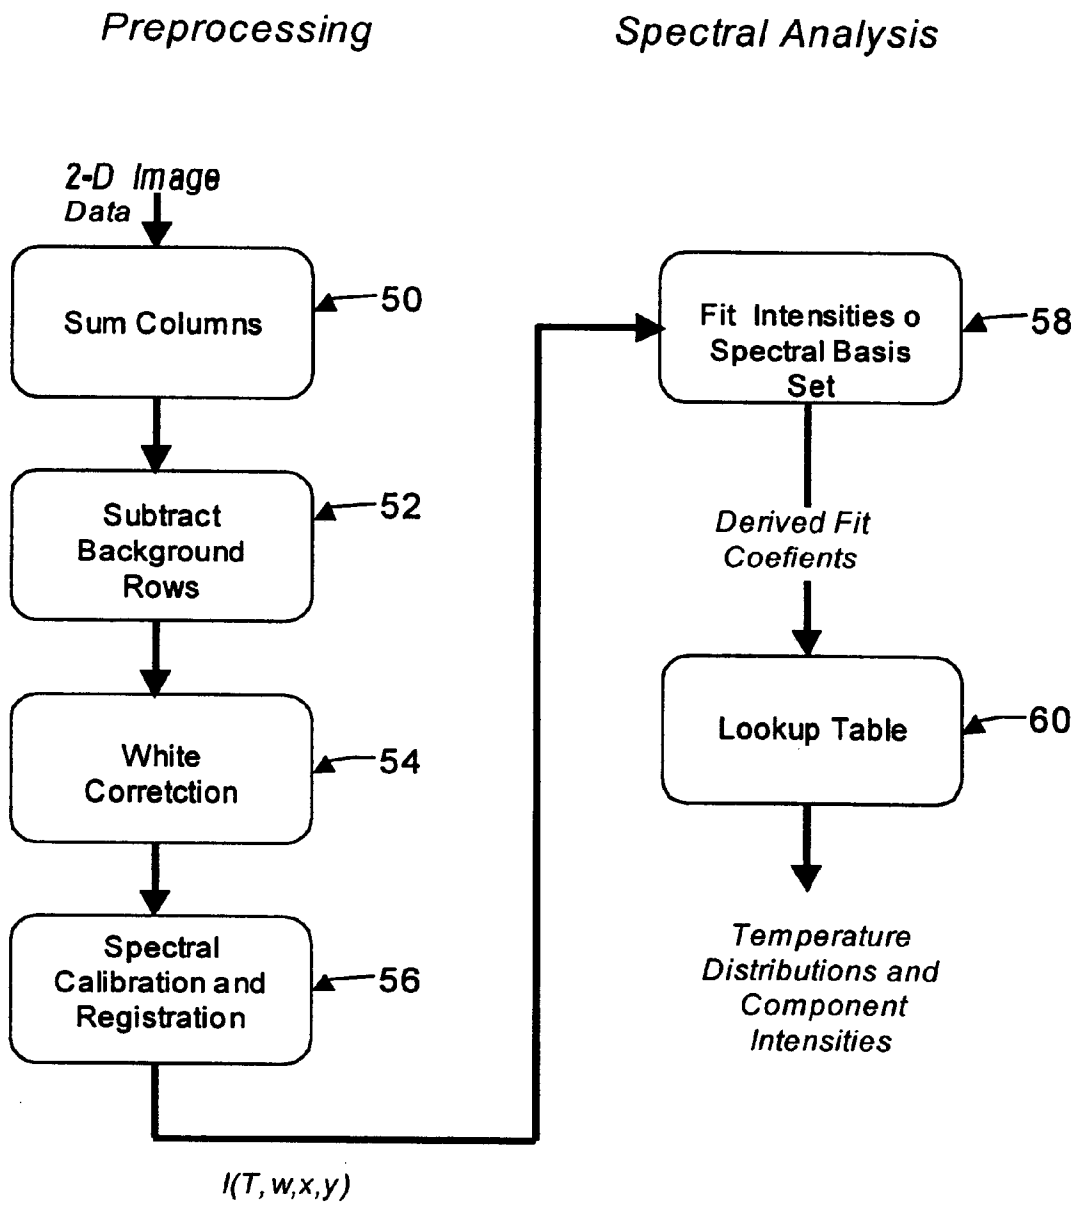 Preprocessing
Spectral Analysis
2-D Image
Data
Sum Columns
50
Subtract
Background
Rows
52
White
Corretction
54
Spectral
Calibration and
Registration
56
I(T,w,x,y)
Fit Intensities o
Spectral Basis
Set
58
Derived Fit
Coefients
Lookup Table
60
Temperature
Distributions and
Component
Intensities